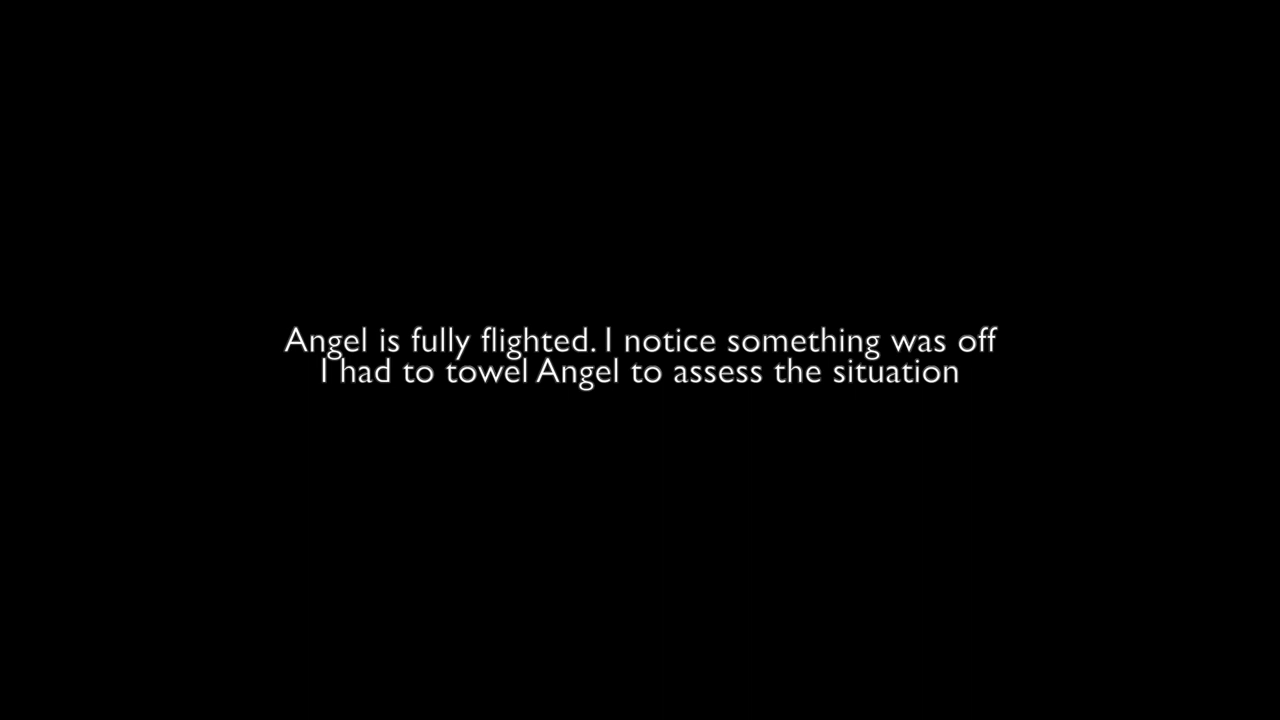 Angel is fully flighted. I notice something was off
I had to towel Angel to assess the situation